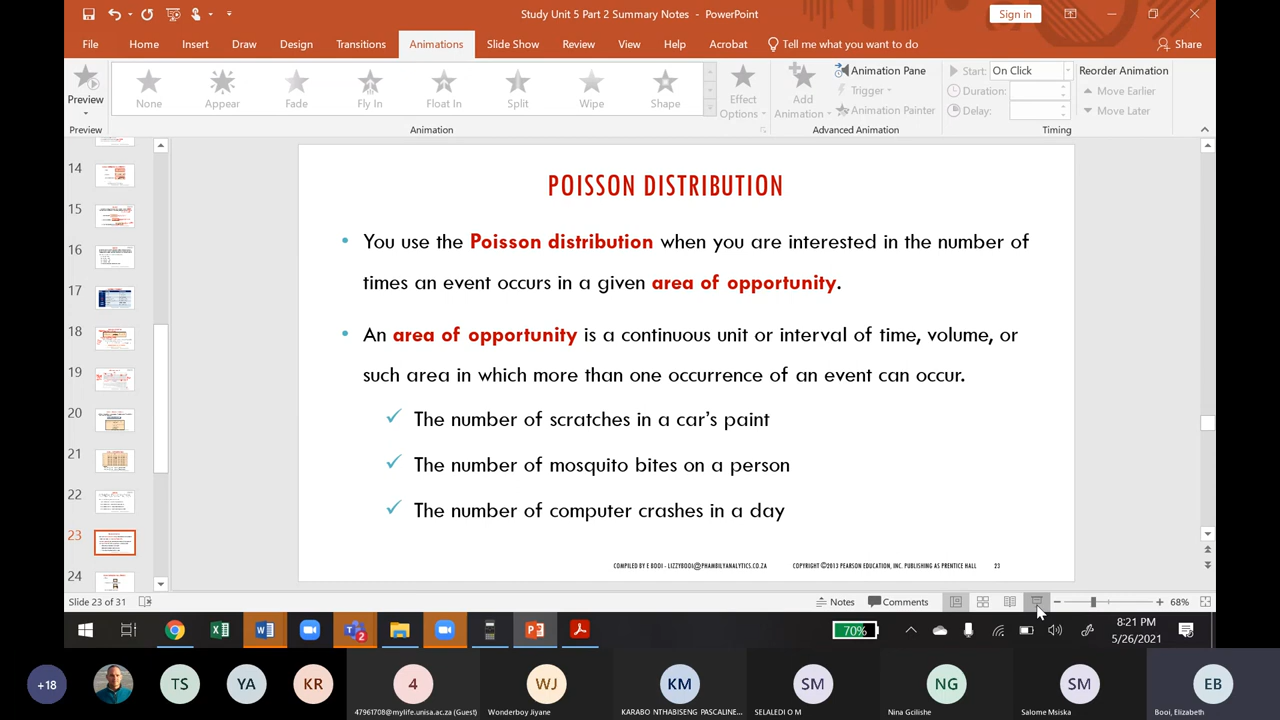 Study Unit 5 Part 2 Summary Notes - PowerPoint
Sign in
File Home Insert Draw Design Transitions Animations Slide Show Review View Help Acrobat Tell me what you want to do Share
Preview
None Appear Fade Fly In Float In Split Wipe Shape
Effect Options
Add Animation
Animation Pane
Trigger
Animation Painter
Start: On Click
Duration:
Delay:
Reorder Animation
Move Earlier
Move Later
Preview Animation Advanced Animation Timing
14
15
16
17
18
19
20
21
22
23
24
POISSON DISTRIBUTION
• You use the Poisson distribution when you are interested in the number of
times an event occurs in a given area of opportunity.
• An area of opportunity is a continuous unit or interval of time, volume, or
such area in which more than one occurrence of an event can occur.
✓ The number of scratches in a car's paint
✓ The number of mosquito bites on a person
✓ The number of computer crashes in a day
COMPILED BY E BOOI - LIZZYBOOI@PHAMBILYANALYTICS.CO.ZA COPYRIGHT ©2013 PEARSON EDUCATION, INC. PUBLISHING AS PRENTICE HALL 23
Slide 23 of 31 Notes Comments 68%
70%
8:21 PM
5/26/2021
+18 TS YA KR 4 WJ KM SM NG SM EB
47961708@mylife.unisa.ac.za (Guest) Wonderboy Jiyane KARABO NTHABISENG PASCALINE... SELALEDI O M Nina Gcilishe Salome Msiska Booi, Elizabeth